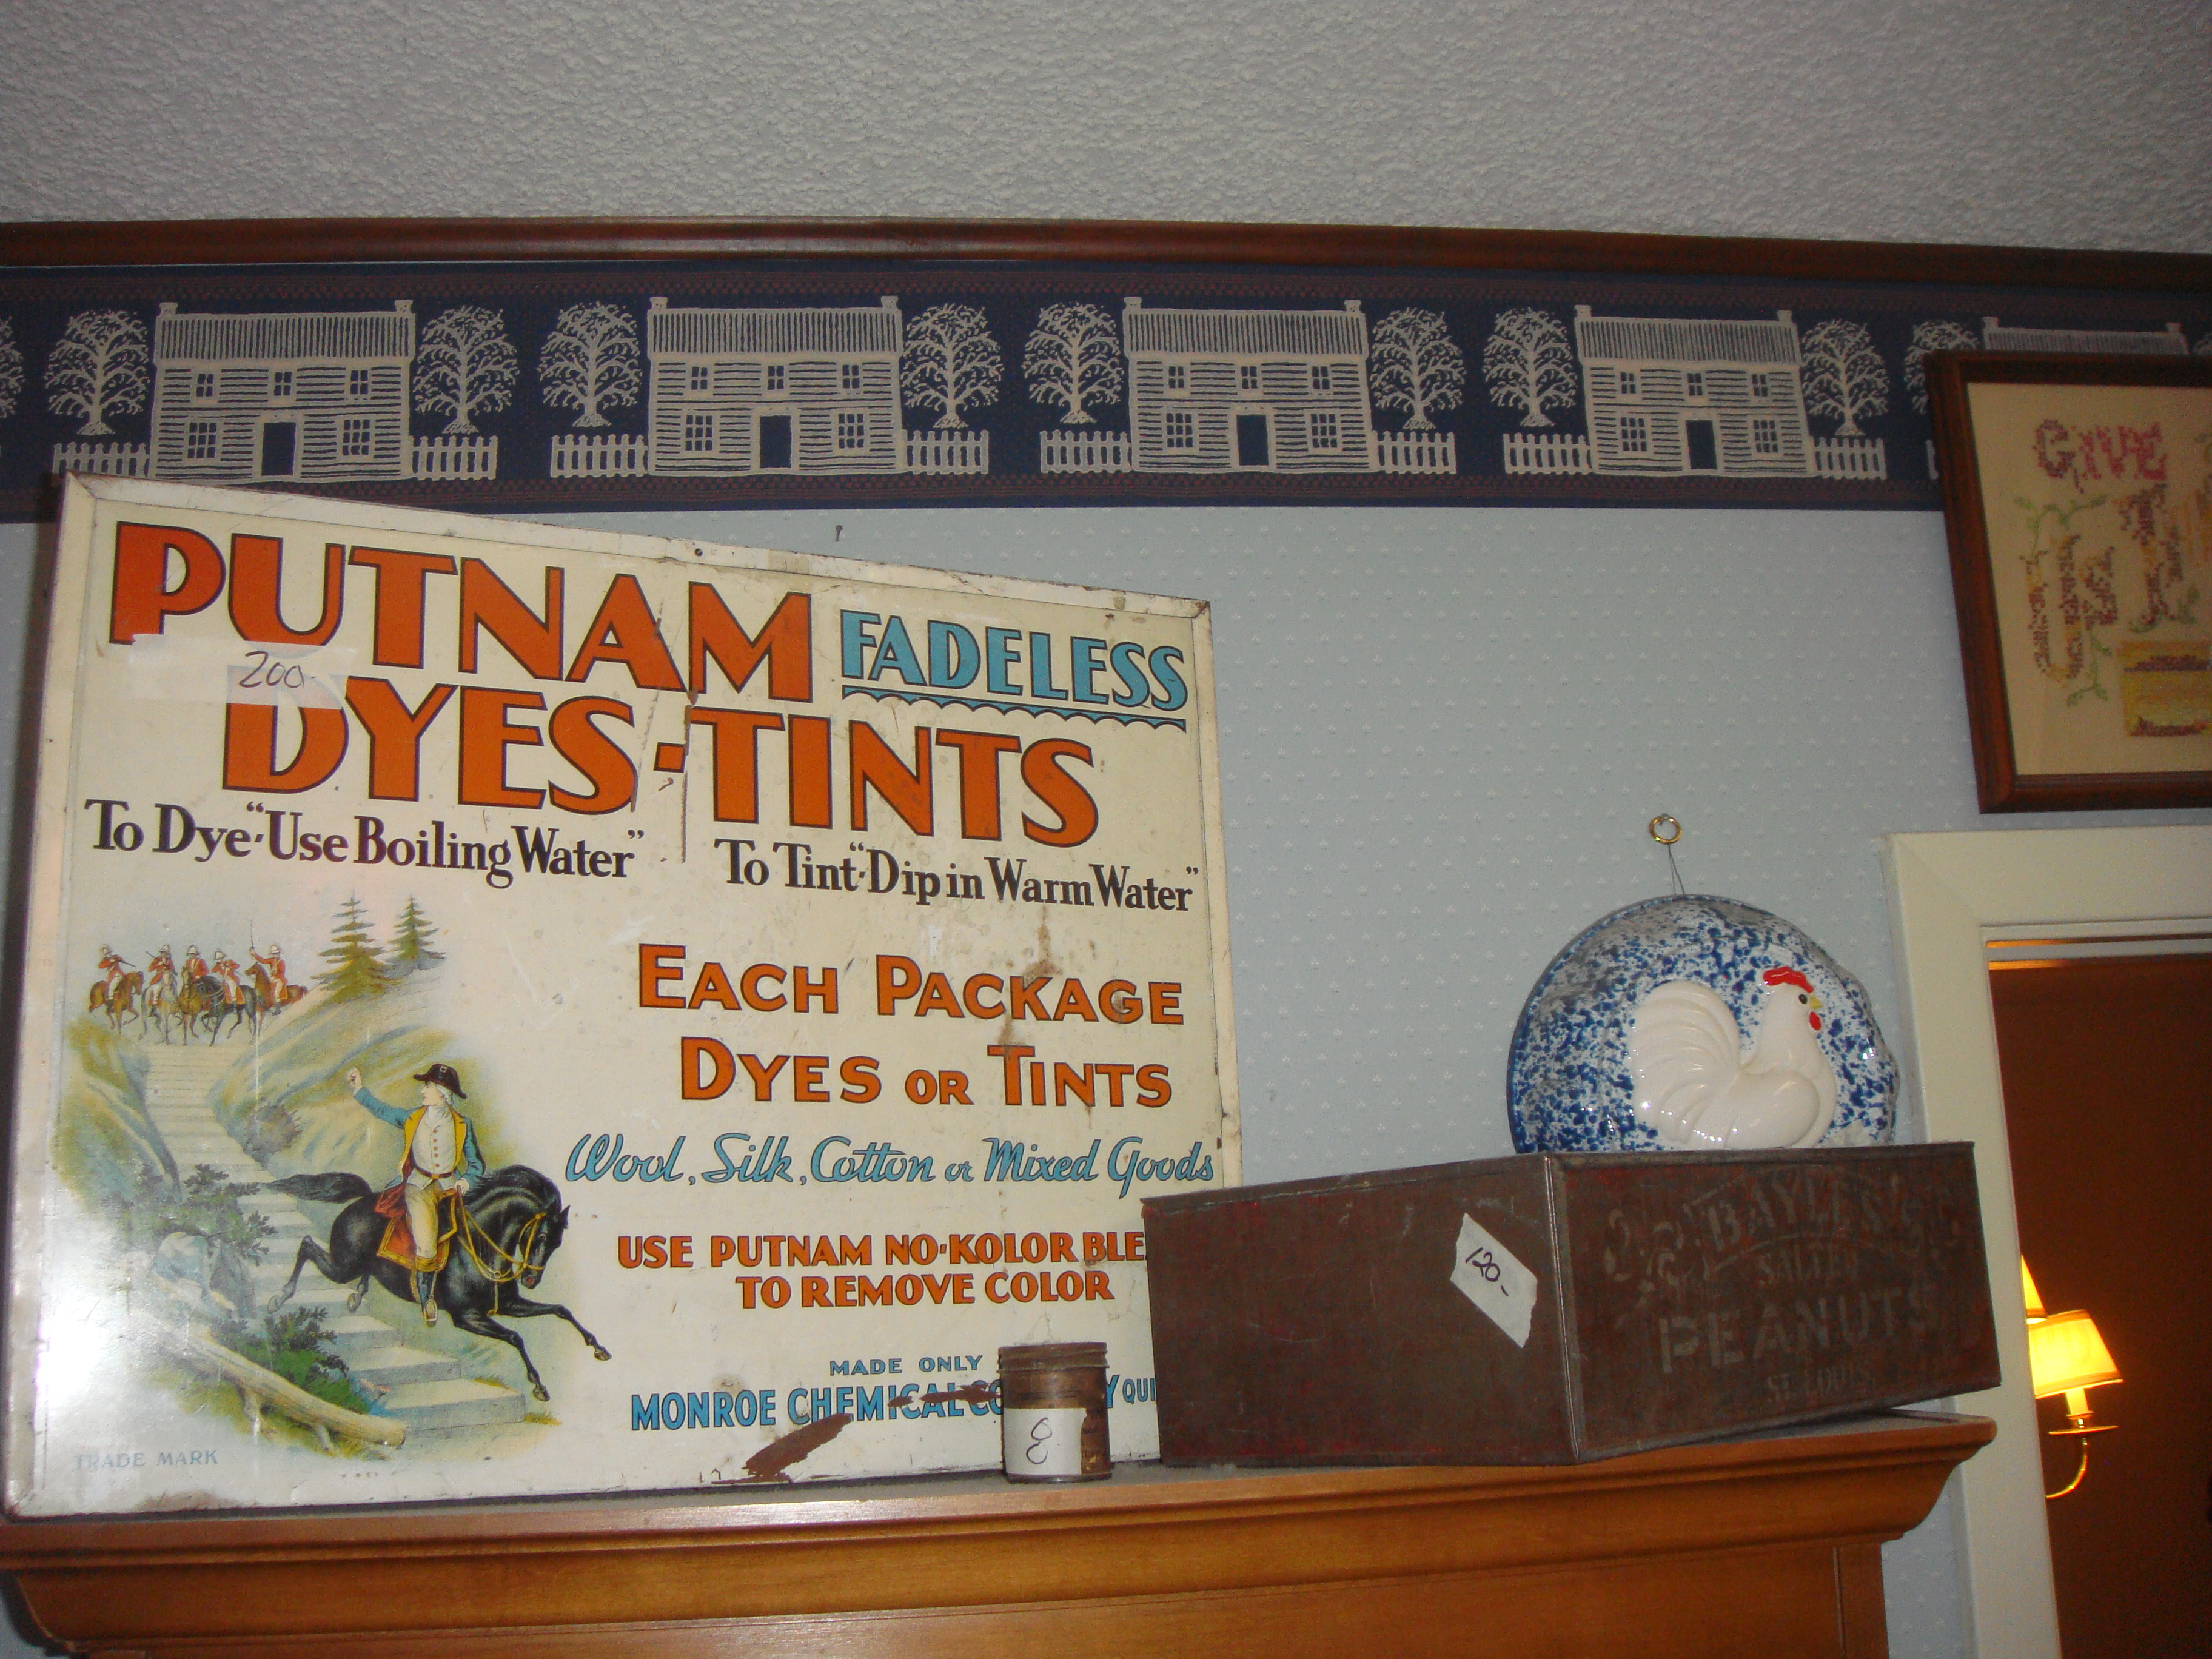 PUTNAM FADELESS
200-
DYES-TINTS
To Dye-"Use Boiling Water" To Tint-"Dip in Warm Water"
EACH PACKAGE
DYES OR TINTS
Wool, Silk, Cotton or Mixed Goods
USE PUTNAM NO-KOLOR BLE
TO REMOVE COLOR
MADE ONLY
MONROE CHEMICAL CO Y QUI
TRADE MARK
8
120-
SALTED
PEANUTS
ST. LOUIS
GIVE